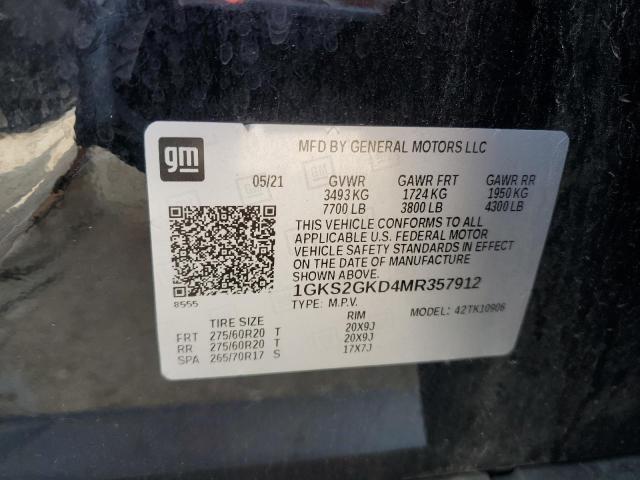 gm
MFD BY GENERAL MOTORS LLC
05/21 GVWR GAWR FRT GAWR RR
3493 KG 1724 KG 1950 KG
7700 LB 3800 LB 4300 LB
THIS VEHICLE CONFORMS TO ALL
APPLICABLE U.S. FEDERAL MOTOR
VEHICLE SAFETY STANDARDS IN EFFECT
ON THE DATE OF MANUFACTURE
SHOWN ABOVE.
1GKS2GKD4MR357912
8555
TYPE: M.P.V. 42TK10906
TIRE SIZE RIM
FRT 275/60R20 T 20X9J
RR 275/60R20 T 20X9J
SPA 265/70R17 S 17X7J